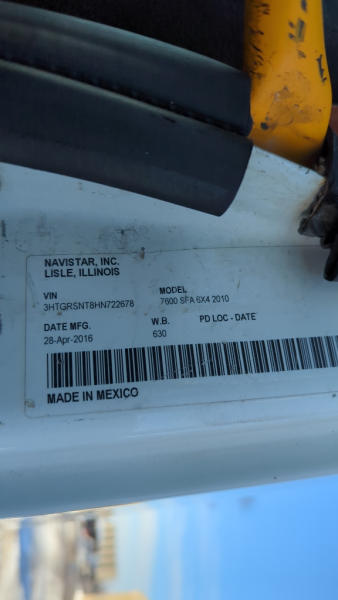 NAVISTAR, INC.
LISLE, ILLINOIS
VIN MODEL
3HTGRSNT8HN722678 7600 SFA 6X4 2010
DATE MFG. W.B. PD LOC - DATE
28-Apr-2016 630
MADE IN MEXICO